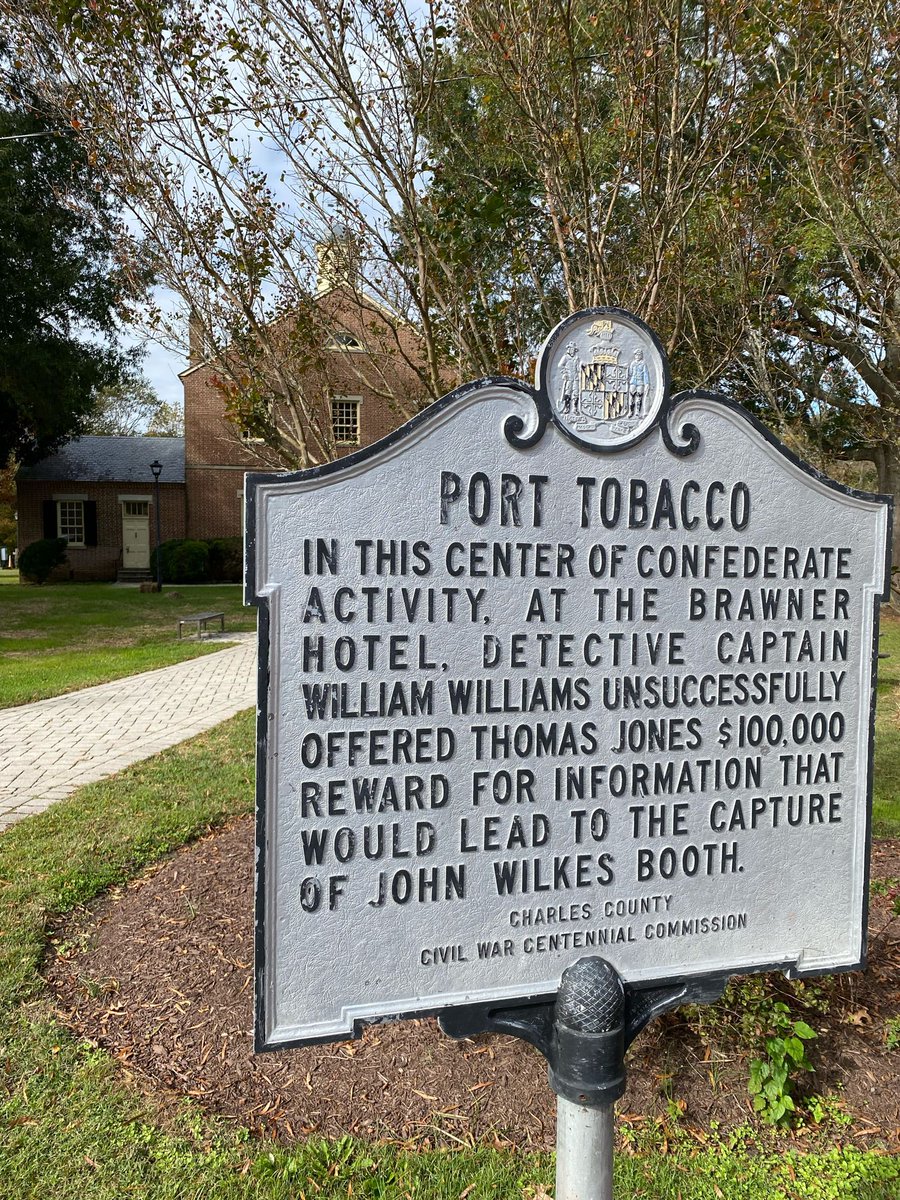 PORT TOBACCO
IN THIS CENTER OF CONFEDERATE
ACTIVITY, AT THE BRAWNER
HOTEL, DETECTIVE CAPTAIN
WILLIAM WILLIAMS UNSUCCESSFULLY
OFFERED THOMAS JONES $100,000
REWARD FOR INFORMATION THAT
WOULD LEAD TO THE CAPTURE
OF JOHN WILKES BOOTH.
CHARLES COUNTY
CIVIL WAR CENTENNIAL COMMISSION